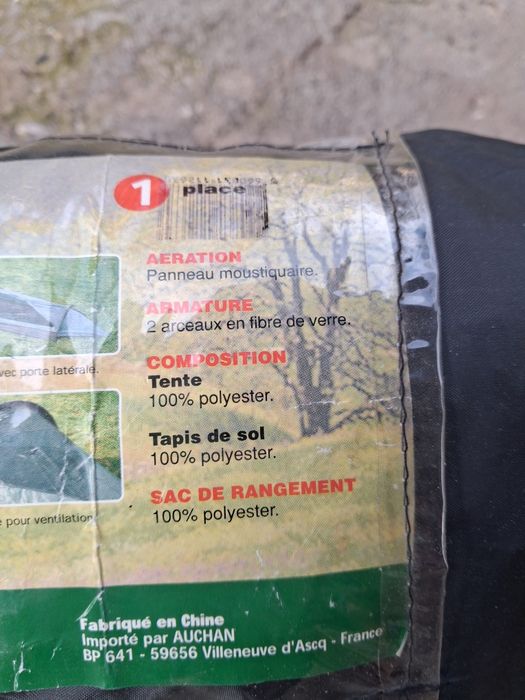 1 place
AERATION
Panneau moustiquaire.
ARMATURE
2 arceaux en fibre de verre.
vec porte latérale.
COMPOSITION
Tente
100% polyester.
Tapis de sol
100% polyester.
SAC DE RANGEMENT
100% polyester.
pour ventilation
Fabriqué en Chine
Importé par AUCHAN
BP 641 - 59656 Villeneuve d'Ascq - France